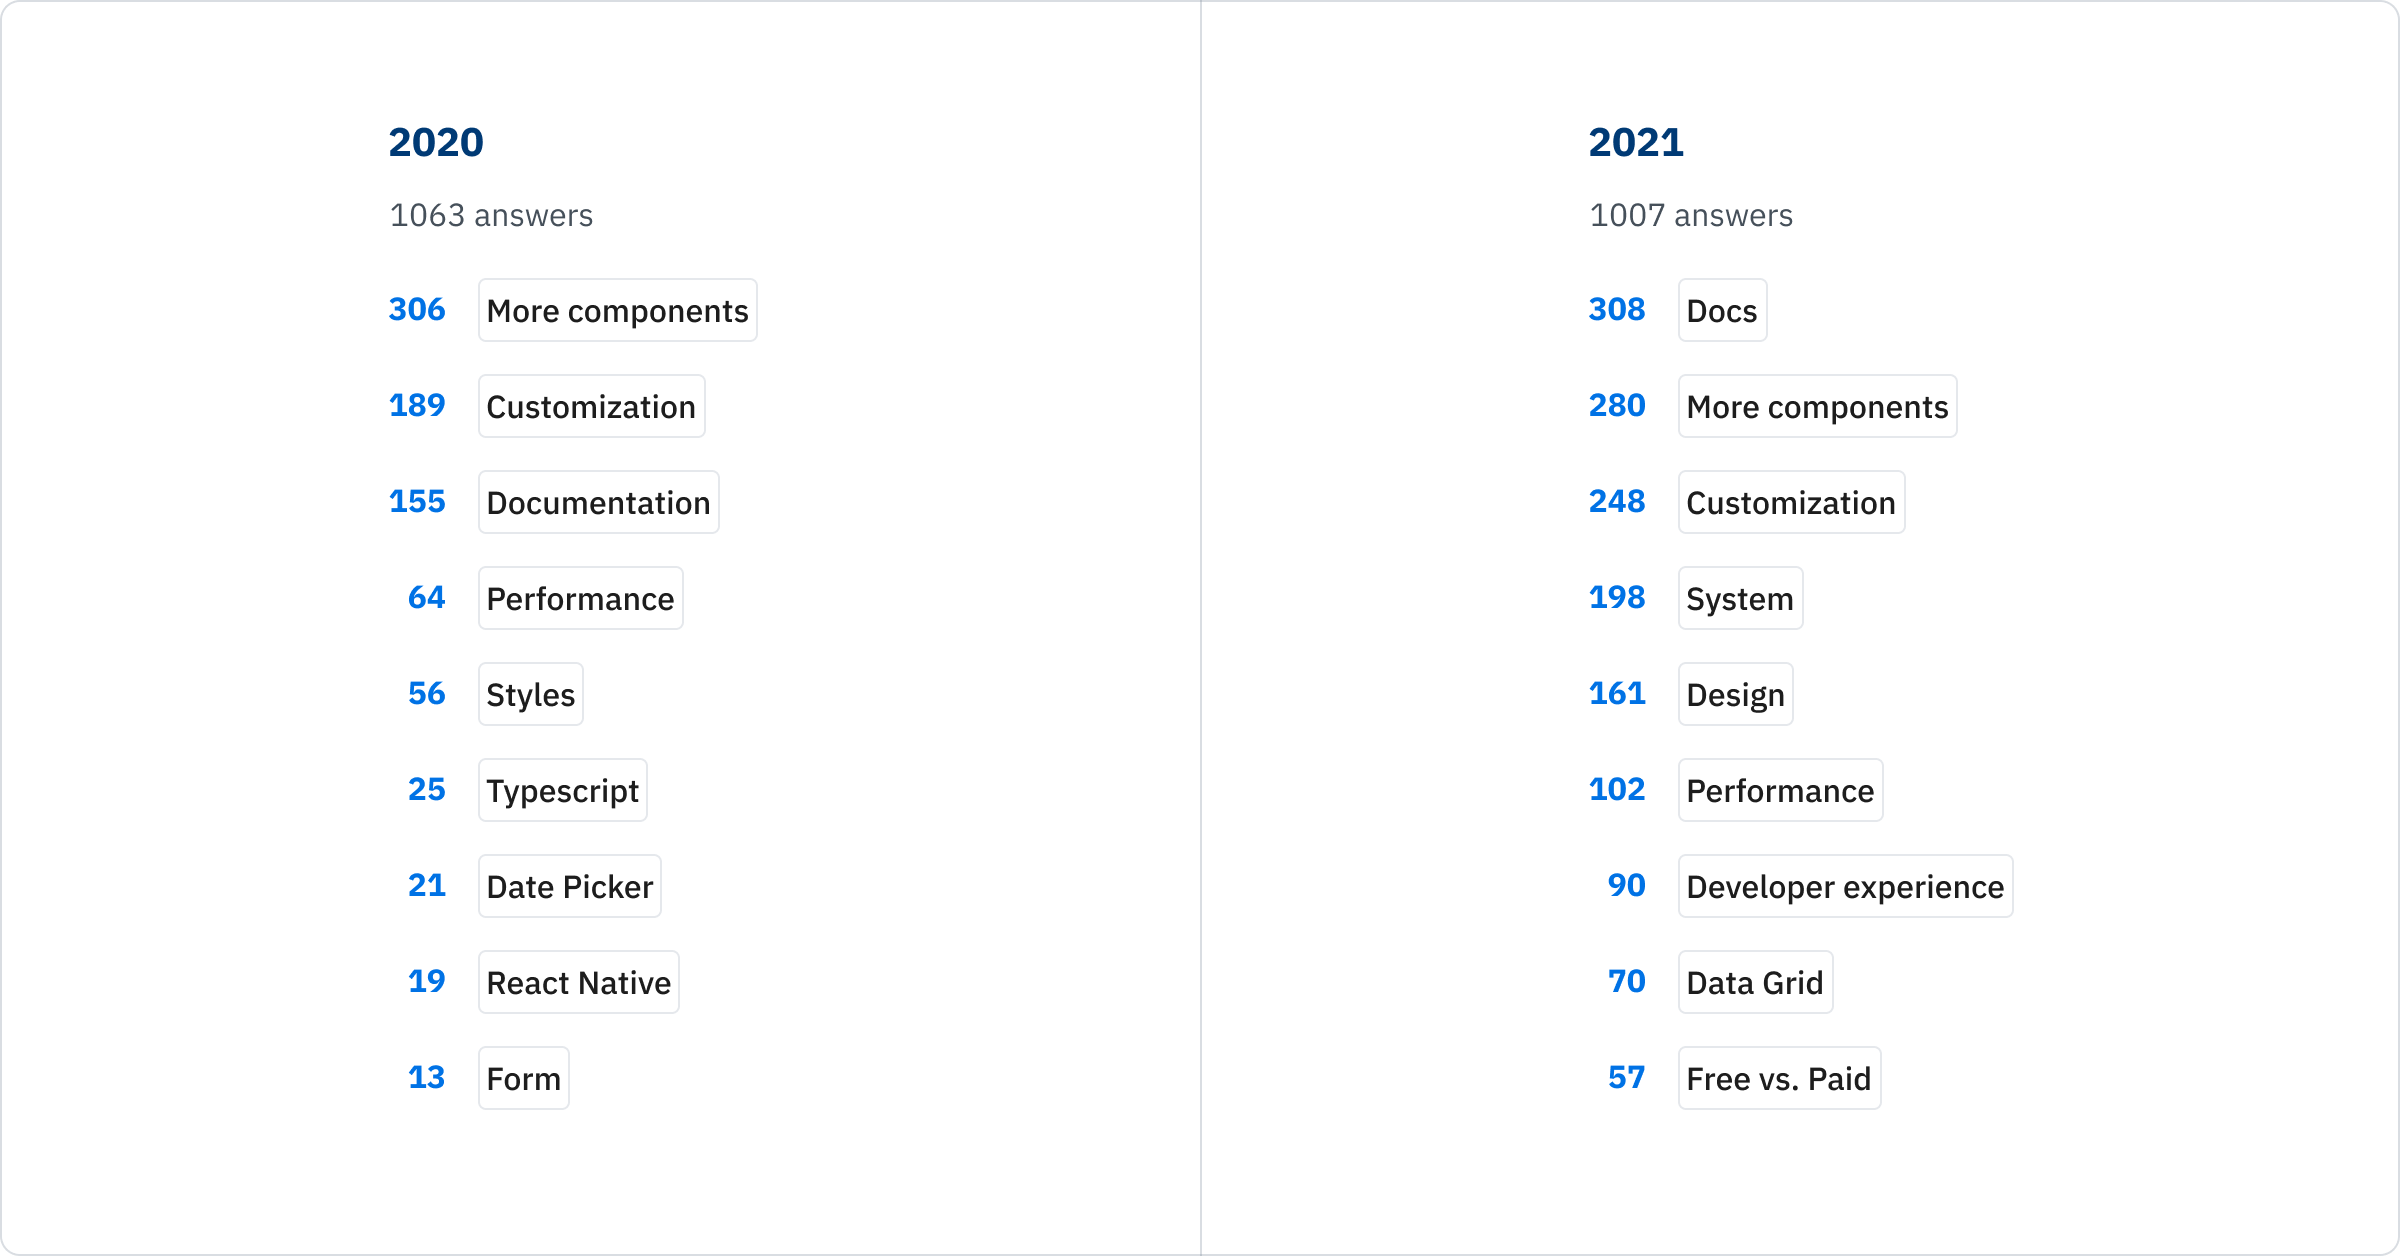 2020
1063 answers
306 More components
189 Customization
155 Documentation
64 Performance
56 Styles
25 Typescript
21 Date Picker
19 React Native
13 Form
2021
1007 answers
308 Docs
280 More components
248 Customization
198 System
161 Design
102 Performance
90 Developer experience
70 Data Grid
57 Free vs. Paid